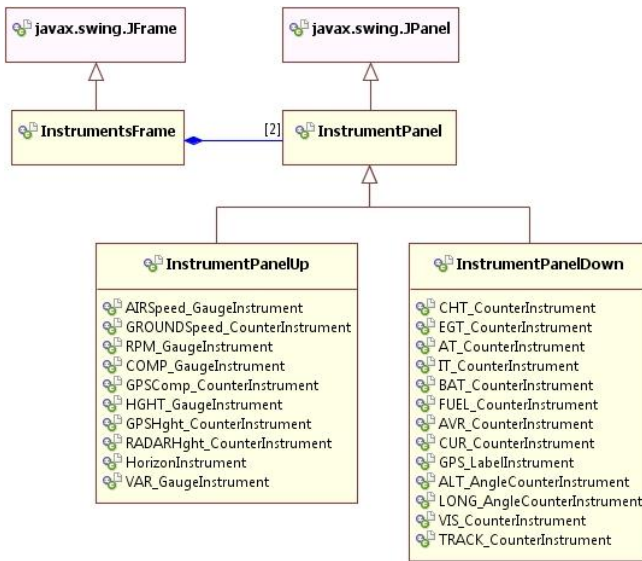 javax.swing.JFrame
javax.swing.JPanel
InstrumentsFrame
[2]
InstrumentPanel
InstrumentPanelUp
AIRSpeed_GaugeInstrument
GROUNDSpeed_CounterInstrument
RPM_GaugeInstrument
COMP_GaugeInstrument
GPSComp_CounterInstrument
HGHT_GaugeInstrument
GPSHght_CounterInstrument
RADARHght_CounterInstrument
HorizonInstrument
VAR_GaugeInstrument
InstrumentPanelDown
CHT_CounterInstrument
EGT_CounterInstrument
AT_CounterInstrument
IT_CounterInstrument
BAT_CounterInstrument
FUEL_CounterInstrument
AVR_CounterInstrument
CUR_CounterInstrument
GPS_LabelInstrument
ALT_AngleCounterInstrument
LONG_AngleCounterInstrument
VIS_CounterInstrument
TRACK_CounterInstrument